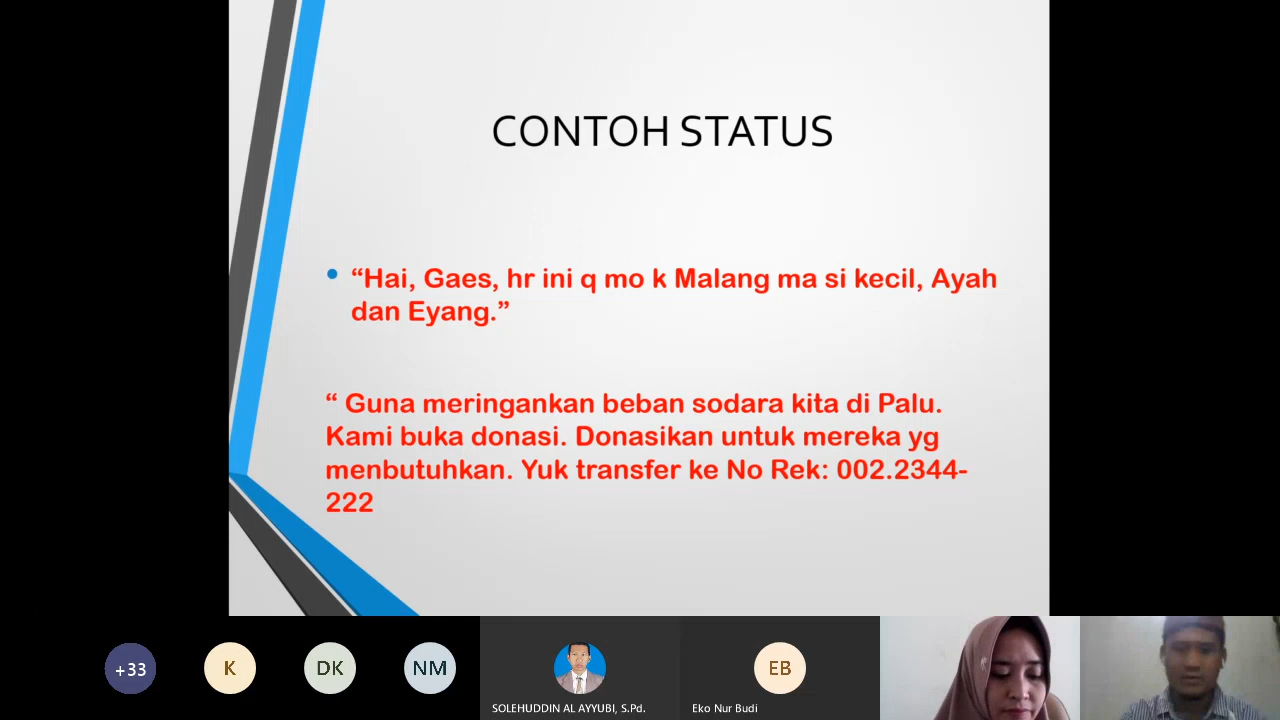 CONTOH STATUS
• “Hai, Gaes, hr ini q mo k Malang ma si kecil, Ayah
dan Eyang.”
“ Guna meringankan beban sodara kita di Palu.
Kami buka donasi. Donasikan untuk mereka yg
menbutuhkan. Yuk transfer ke No Rek: 002.2344-
222
+33
K
DK
NM
SOLEHUDDIN AL AYYUBI, S.Pd.
EB
Eko Nur Budi